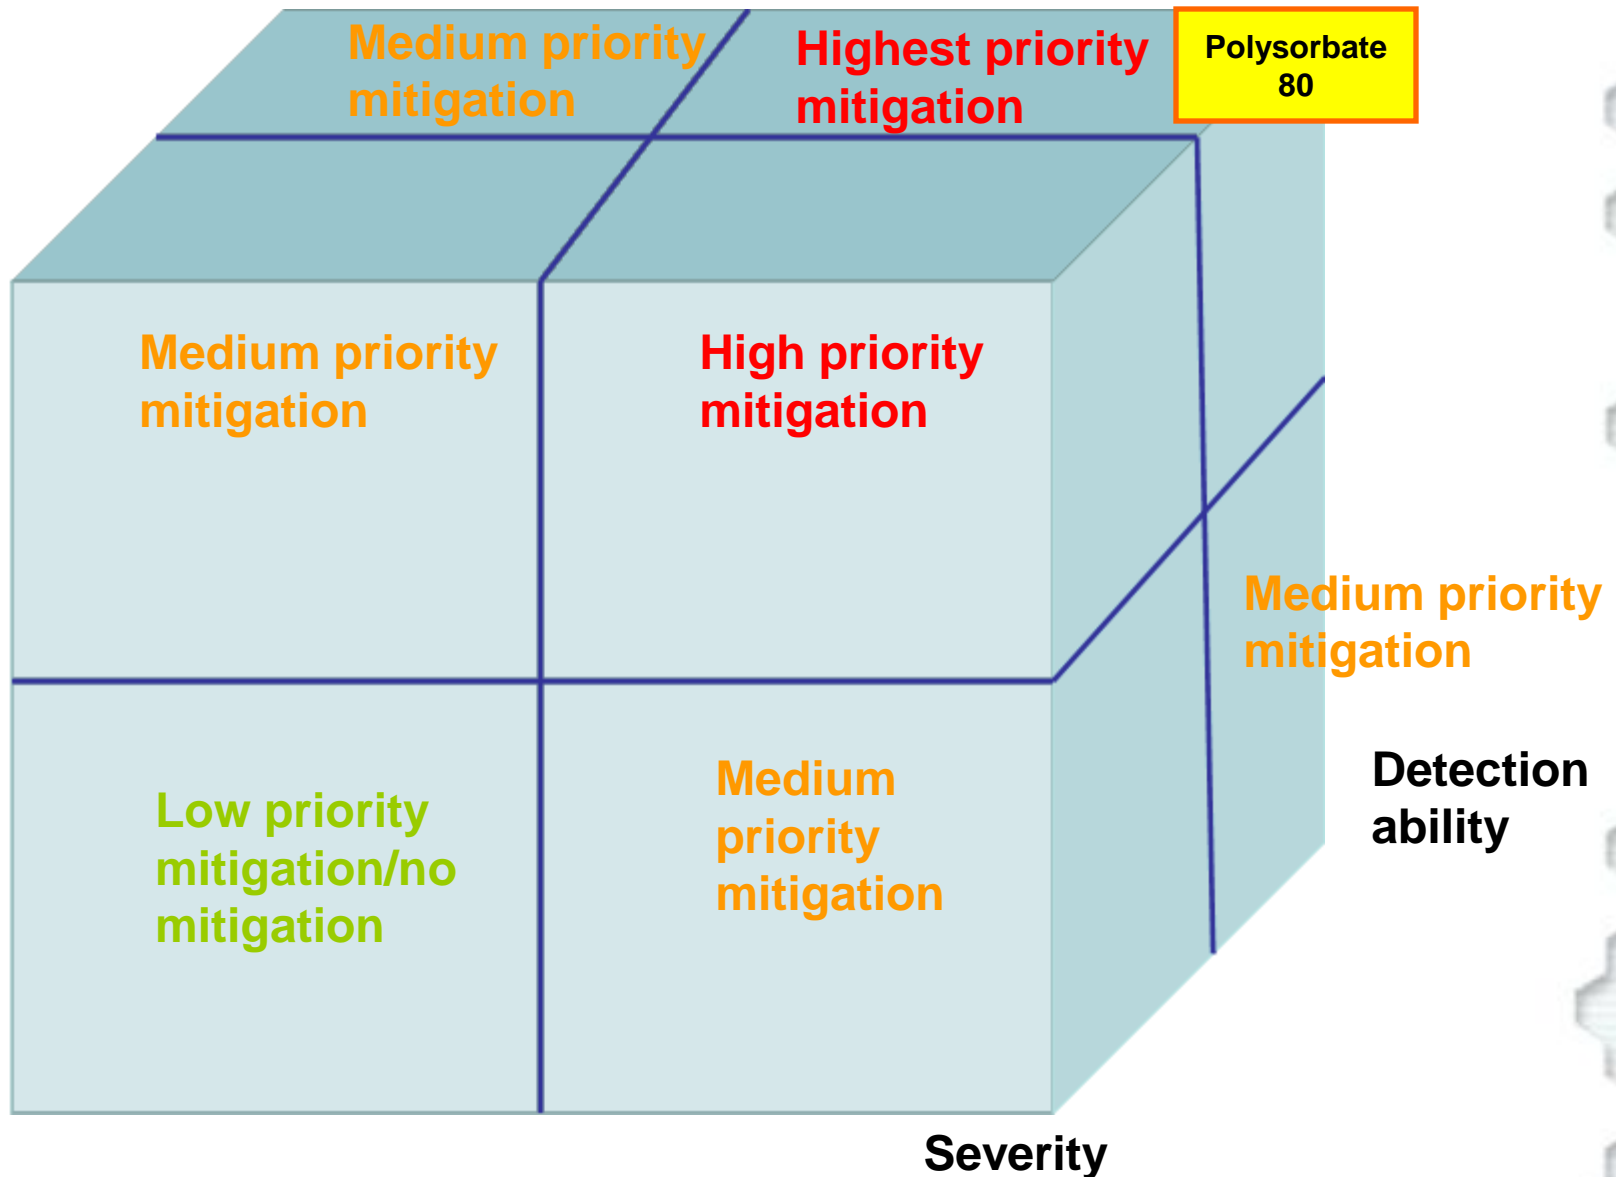 Medium priority
mitigation
Highest priority
mitigation
Polysorbate
80
Medium priority
mitigation
High priority
mitigation
Medium priority
mitigation
Low priority
mitigation/no
mitigation
Medium
priority
mitigation
Detection
ability
Severity